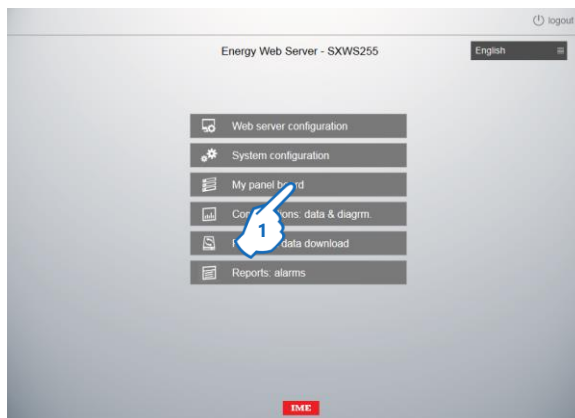 logout
Energy Web Server - SXWS255
English
Web server configuration
System configuration
My panel board
data & diagrm.
data download
Reports: alarms
1
IME